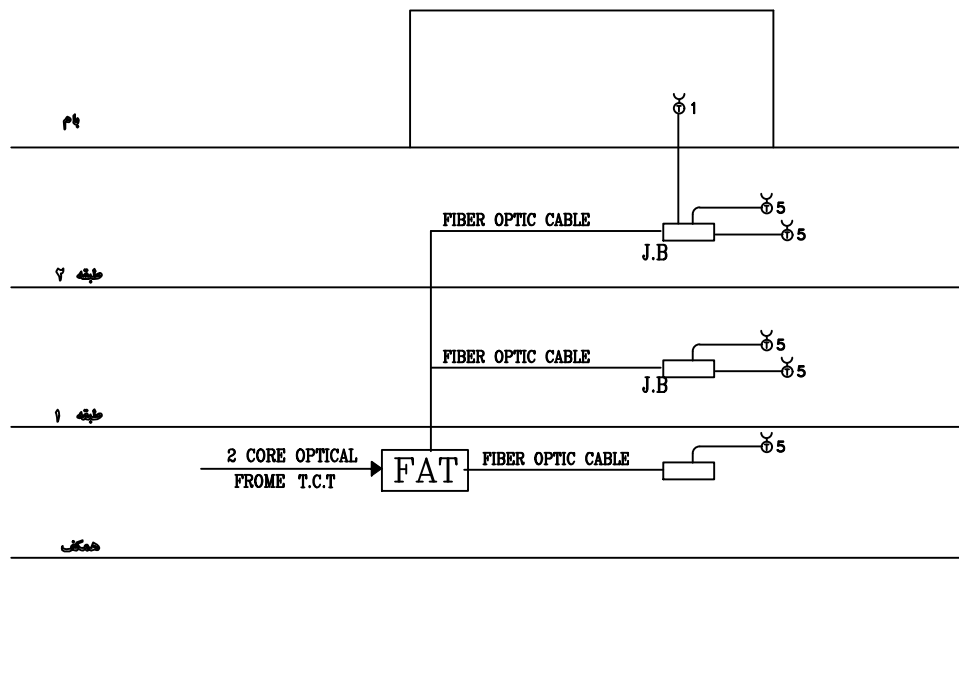 1
بام
5
FIBER OPTIC CABLE
5
J.B
طبقه ۲
5
FIBER OPTIC CABLE
5
J.B
طبقه ۱
5
2 CORE OPTICAL
FAT
FIBER OPTIC CABLE
FROME T.C.T
همکف
T
T
T
T
T
T